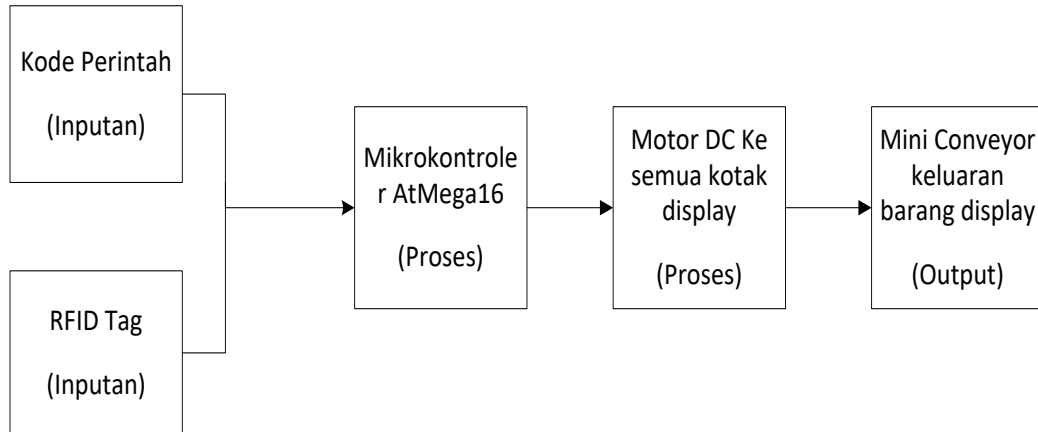 Kode Perintah
(Inputan)
RFID Tag
(Inputan)
Mikrokontrole
r AtMega16
(Proses)
Motor DC Ke
semua kotak
display
(Proses)
Mini Conveyor
keluaran
barang display
(Output)